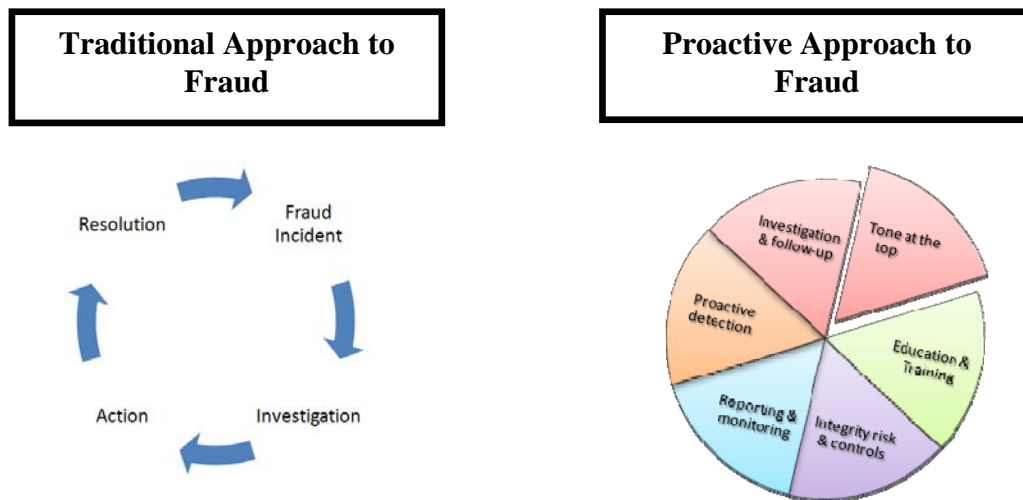 Traditional Approach to
Fraud
Proactive Approach to
Fraud
Resolution
Fraud
Incident
Action
Investigation
Investigation
& follow-up
Tone at the
top
Proactive
detection
Education &
Training
Reporting &
monitoring
Integrity risk
& controls